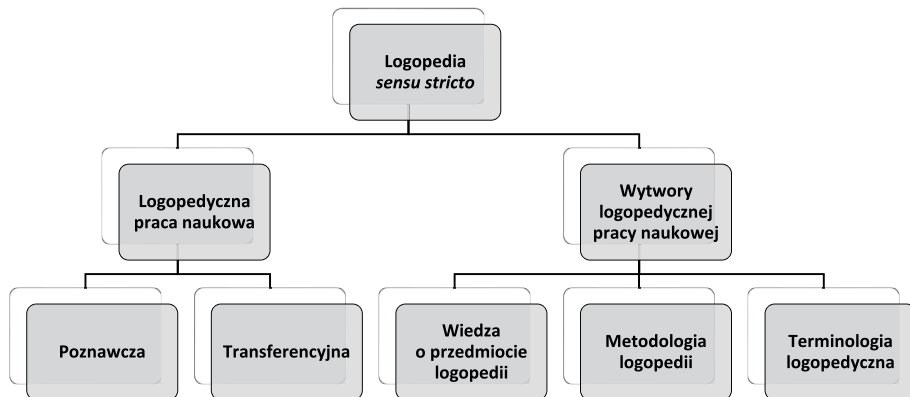 Logopedia
sensu stricto
Logopedyczna
praca naukowa
Wytwory
logopedycznej
pracy naukowej
Poznawcza
Transferencyjna
Wiedza
o przedmiocie
logopedii
Metodologia
logopedii
Terminologia
logopedyczna